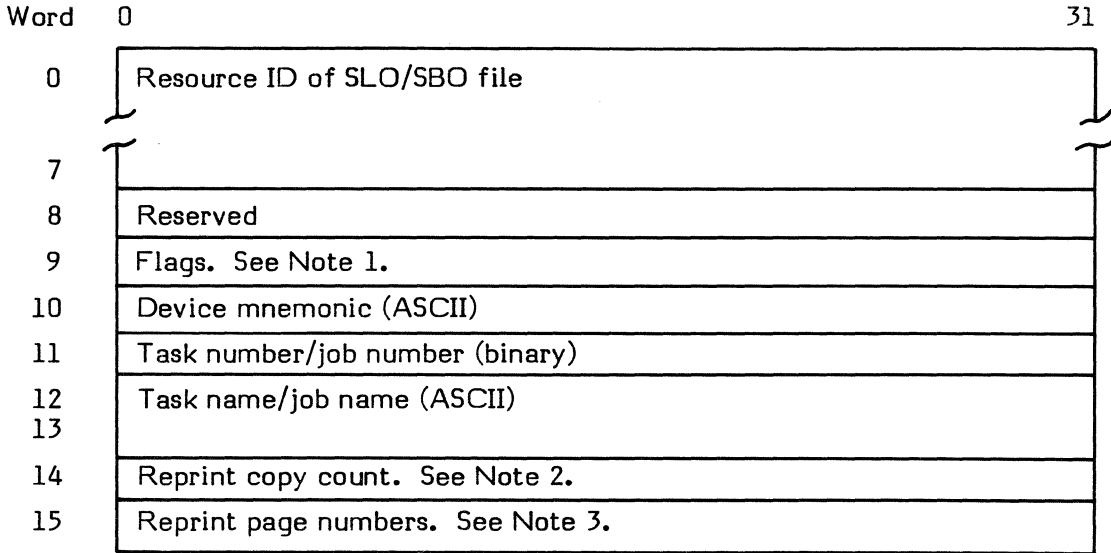 Word 0 31
0 Resource ID of SLO/SBO file
7
8 Reserved
9 Flags. See Note 1.
10 Device mnemonic (ASCII)
11 Task number/job number (binary)
12 Task name/job name (ASCII)
13
14 Reprint copy count. See Note 2.
15 Reprint page numbers. See Note 3.